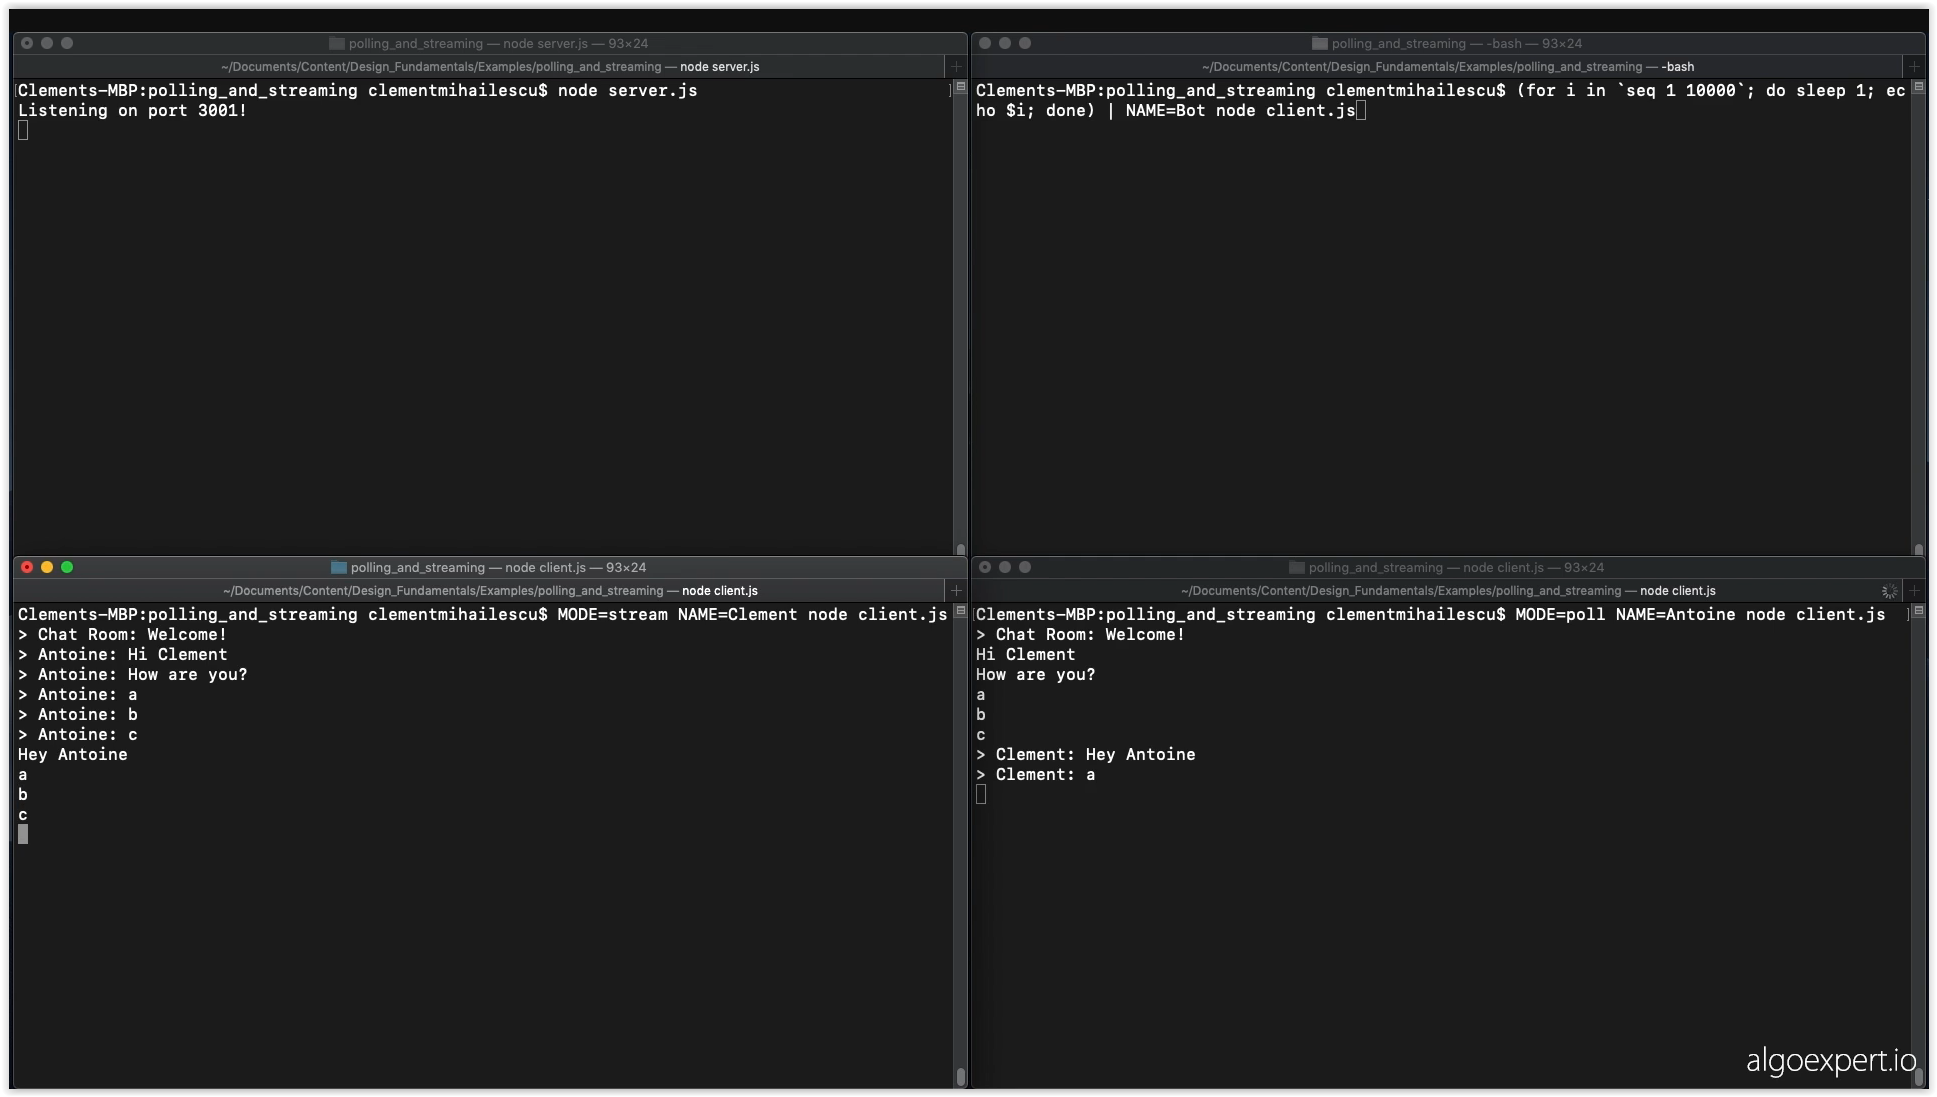 polling_and_streaming — node server.js — 93×24
~/Documents/Content/Design_Fundamentals/Examples/polling_and_streaming — node server.js
Clements-MBP:polling_and_streaming clementmihailescu$ node server.js
Listening on port 3001!
polling_and_streaming — -bash — 93×24
~/Documents/Content/Design_Fundamentals/Examples/polling_and_streaming — -bash
Clements-MBP:polling_and_streaming clementmihailescu$ (for i in `seq 1 10000`; do sleep 1; ec
ho $i; done) | NAME=Bot node client.js
polling_and_streaming — node client.js — 93×24
~/Documents/Content/Design_Fundamentals/Examples/polling_and_streaming — node client.js
Clements-MBP:polling_and_streaming clementmihailescu$ MODE=stream NAME=Clement node client.js
> Chat Room: Welcome!
> Antoine: Hi Clement
> Antoine: How are you?
> Antoine: a
> Antoine: b
> Antoine: c
Hey Antoine
a
b
c
polling_and_streaming — node client.js — 93×24
~/Documents/Content/Design_Fundamentals/Examples/polling_and_streaming — node client.js
Clements-MBP:polling_and_streaming clementmihailescu$ MODE=poll NAME=Antoine node client.js
> Chat Room: Welcome!
Hi Clement
How are you?
a
b
c
> Clement: Hey Antoine
> Clement: a
algoexpert.io